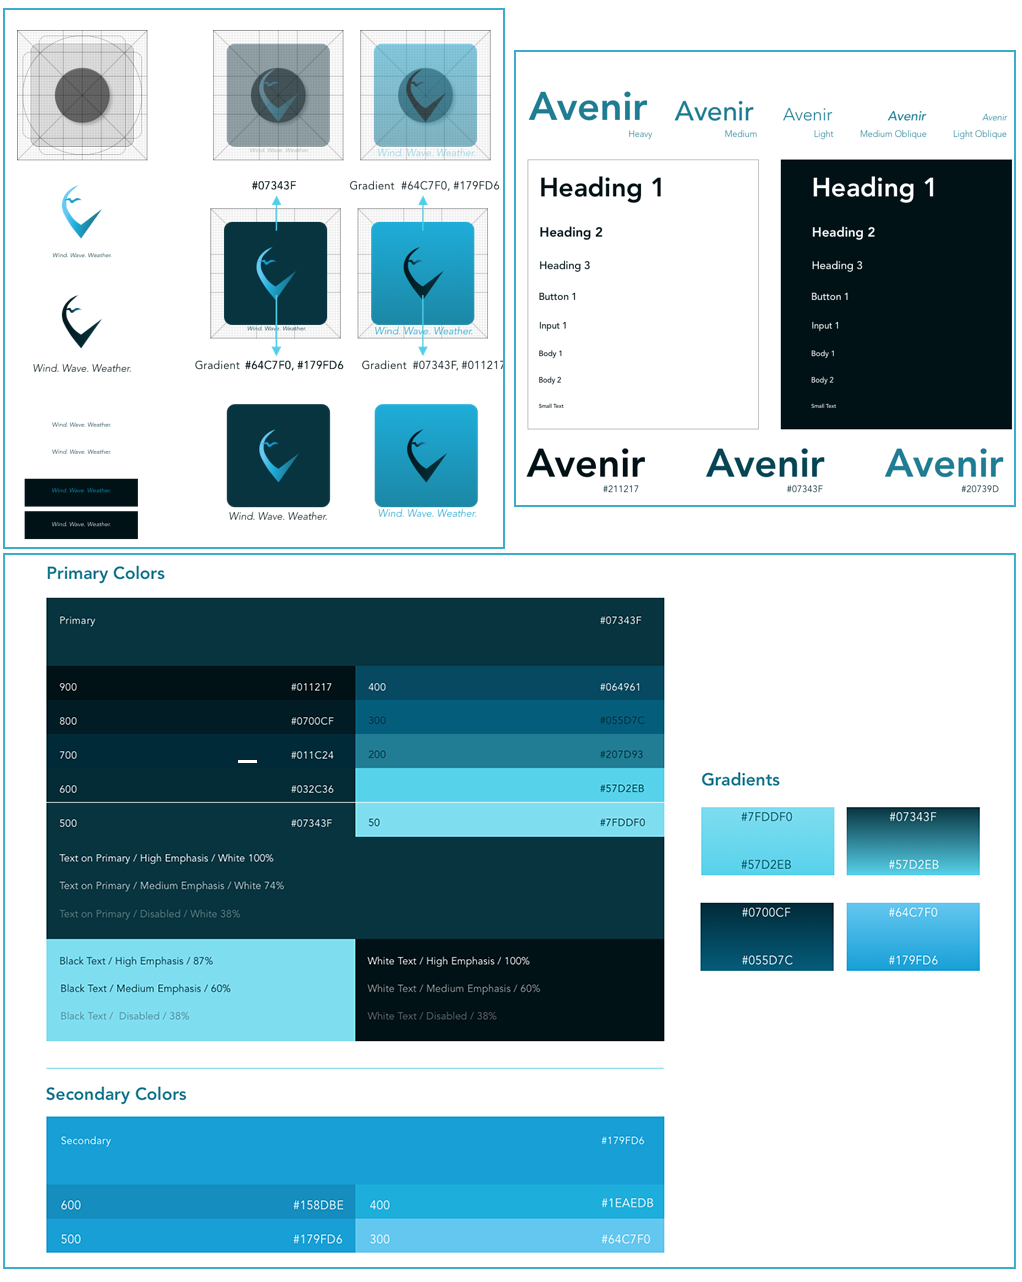 Wind. Wave. Weather.
Wind. Wave. Weather.
#07343F
Gradient #64C7F0, #179FD6
Wind. Wave. Weather.
Wind. Wave. Weather.
Wind. Wave. Weather.
Gradient #64C7F0, #179FD6
Gradient #07343F, #011217
Wind. Wave. Weather.
Wind. Wave. Weather.
Wind. Wave. Weather.
Wind. Wave. Weather.
Wind. Wave. Weather.
Wind. Wave. Weather.
Wind. Wave. Weather.
Avenir
Heavy
Avenir
Medium
Avenir
Light
Avenir
Medium Oblique
Avenir
Light Oblique
Heading 1
Heading 2
Heading 3
Button 1
Input 1
Body 1
Body 2
Small Text
Heading 1
Heading 2
Heading 3
Button 1
Input 1
Body 1
Body 2
Small Text
Avenir
#211217
Avenir
#07343F
Avenir
#20739D
Primary Colors
Primary #07343F
900 #011217
400 #064961
800 #0700CF
300 #055D7C
700 #011C24
200 #207D93
600 #032C36
#57D2EB
500 #07343F
50 #7FDDF0
Text on Primary / High Emphasis / White 100%
Text on Primary / Medium Emphasis / White 74%
Text on Primary / Disabled / White 38%
Black Text / High Emphasis / 87%
Black Text / Medium Emphasis / 60%
Black Text / Disabled / 38%
White Text / High Emphasis / 100%
White Text / Medium Emphasis / 60%
White Text / Disabled / 38%
Gradients
#7FDDF0
#57D2EB
#07343F
#57D2EB
#0700CF
#055D7C
#64C7F0
#179FD6
Secondary Colors
Secondary #179FD6
600 #158DBE
400 #1EAEDB
500 #179FD6
300 #64C7F0